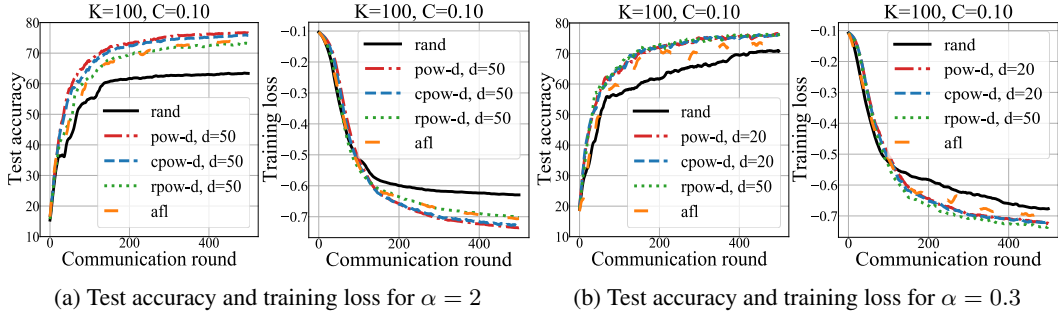 K=100, C=0.10
Test accuracy
80
70
60
50
40
30
20
10
0
200
400
Communication round
rand
pow-d, d=50
cpow-d, d=50
rpow-d, d=50
afl
K=100, C=0.10
Training loss
−0.1
−0.2
−0.3
−0.4
−0.5
−0.6
−0.7
0
200
400
Communication round
rand
pow-d, d=50
cpow-d, d=50
rpow-d, d=50
afl
(a) Test accuracy and training loss for α = 2
K=100, C=0.10
Test accuracy
80
70
60
50
40
30
20
10
0
200
400
Communication round
rand
pow-d, d=20
cpow-d, d=20
rpow-d, d=50
afl
K=100, C=0.10
Training loss
−0.1
−0.2
−0.3
−0.4
−0.5
−0.6
−0.7
0
200
400
Communication round
rand
pow-d, d=20
cpow-d, d=20
rpow-d, d=50
afl
(b) Test accuracy and training loss for α = 0.3